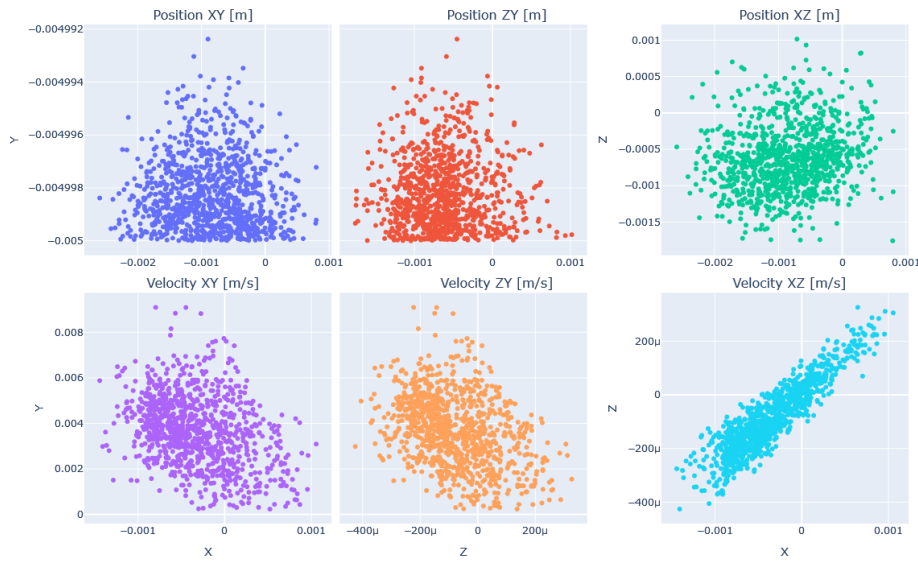 Position XY [m]
Position ZY [m]
Position XZ [m]
−0.004992
−0.004994
−0.004996
−0.004998
−0.005
Y
−0.002
−0.001
0
0.001
−0.001
0
0.001
0.001
0.0005
0
−0.0005
−0.001
−0.0015
Z
−0.002
−0.001
0
0.001
Velocity XY [m/s]
Velocity ZY [m/s]
Velocity XZ [m/s]
0.008
0.006
0.004
0.002
0
Y
−0.001
0
0.001
X
−400μ
−200μ
0
200μ
Z
200μ
0
−200μ
−400μ
Z
−0.001
0
0.001
X